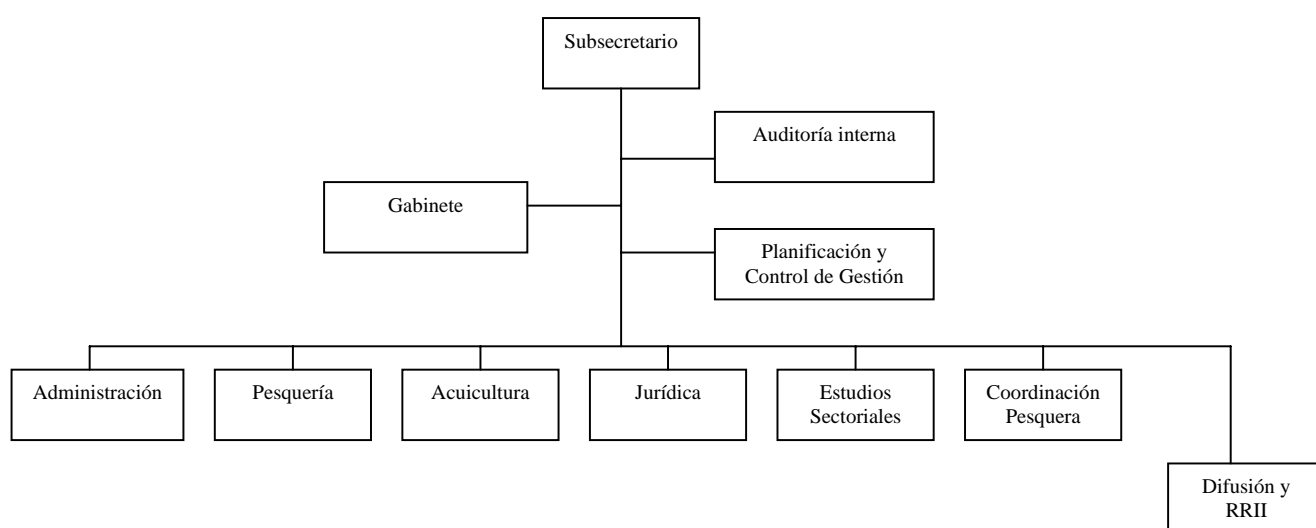 Subsecretario
Auditoría interna
Gabinete
Planificación y
Control de Gestión
Administración
Pesquería
Acuicultura
Jurídica
Estudios
Sectoriales
Coordinación
Pesquera
Difusión y
RRII